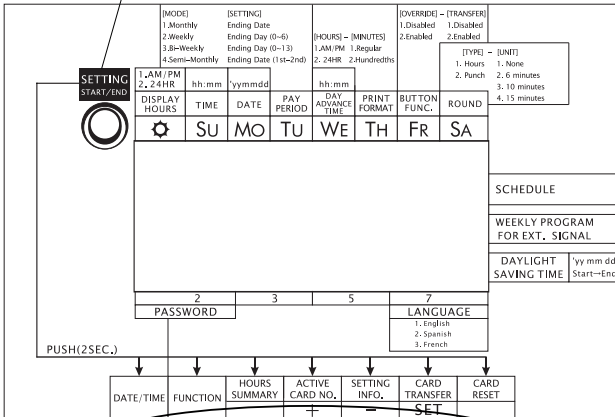 [MODE] [SETTING]
1.Monthly Ending Date
2.Weekly Ending Day (0~6)
3.Bi-Weekly Ending Day (0~13)
4.Semi-Monthly Ending Date (1st~2nd)
[HOURS] – [MINUTES]
1.AM/PM 1.Regular
2. 24HR 2.Hundredths
[OVERRIDE] – [TRANSFER]
1.Disabled 1.Disabled
2.Enabled 2.Enabled
[TYPE] – [UNIT]
1. Hours 1. None
2. Punch 2. 6 minutes
3. 10 minutes
4. 15 minutes
SETTING
START/END
1.AM/PM
2. 24HR
hh:mm 'yymmdd hh:mm
DISPLAY HOURS
TIME
DATE
PAY PERIOD
DAY ADVANCE TIME
PRINT FORMAT
BUTTON FUNC.
ROUND
SU MO TU WE TH FR SA
SCHEDULE
WEEKLY PROGRAM
FOR EXT. SIGNAL
DAYLIGHT
SAVING TIME
'yy mm dd
Start→End
2 3 5 7
PASSWORD LANGUAGE
1. English
2. Spanish
3. French
PUSH(2SEC.)
DATE/TIME
FUNCTION
HOURS SUMMARY
ACTIVE CARD NO.
SETTING INFO.
CARD TRANSFER
CARD RESET
+ – SET